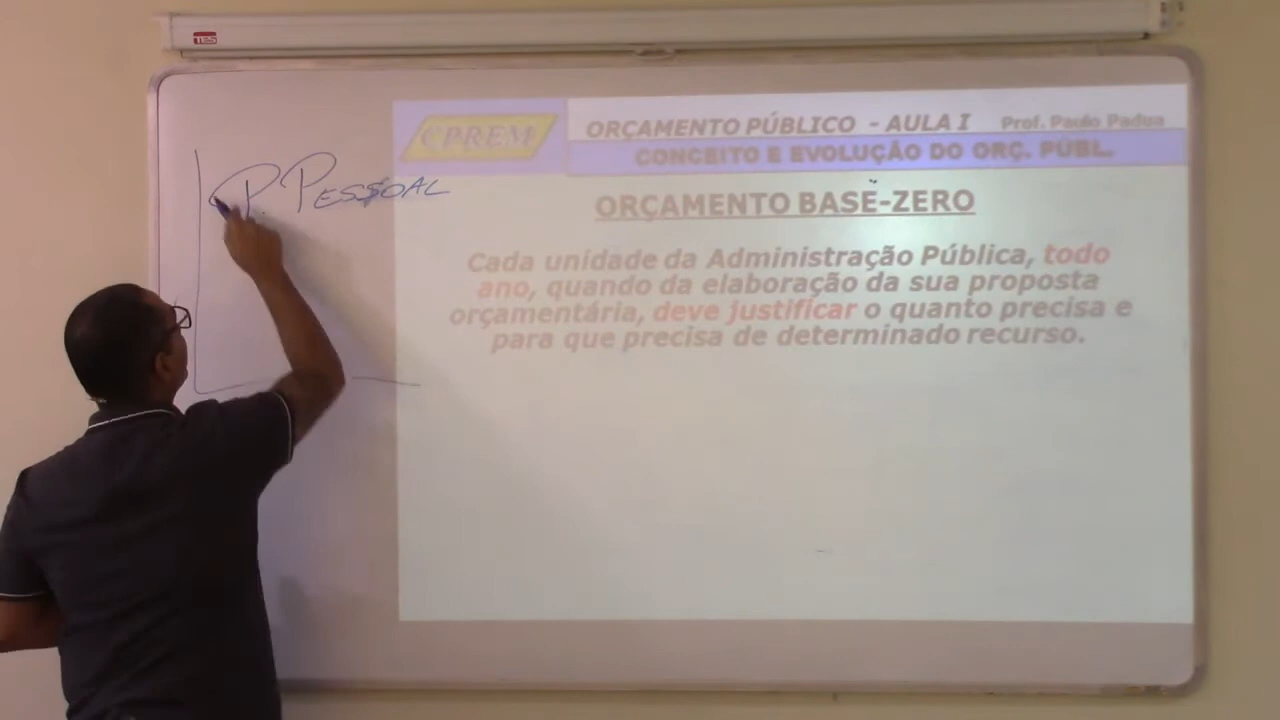 TES
CPREM
ORÇAMENTO PÚBLICO - AULA I Prof. Paulo Padua
CONCEITO E EVOLUÇÃO DO ORÇ. PÚBL.
P. PESSOAL
ORÇAMENTO BASE-ZERO
Cada unidade da Administração Pública, todo
ano, quando da elaboração da sua proposta
orçamentária, deve justificar o quanto precisa e
para que precisa de determinado recurso.